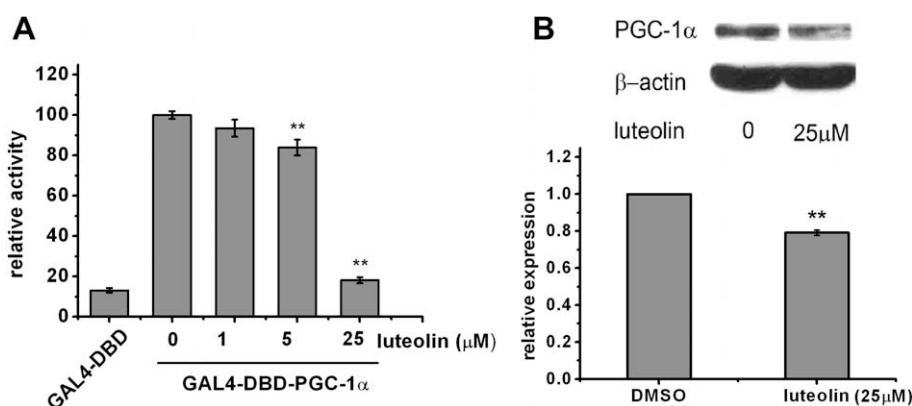 A
relative activity
120
100
80
60
40
20
0
**
**
GAL4-DBD
0 1 5 25 luteolin (μM)
GAL4-DBD-PGC-1α
B
PGC-1α
β–actin
luteolin 0 25μM
relative expression
1.2
1.0
0.8
0.6
0.4
0.2
0.0
**
DMSO luteolin (25μM)